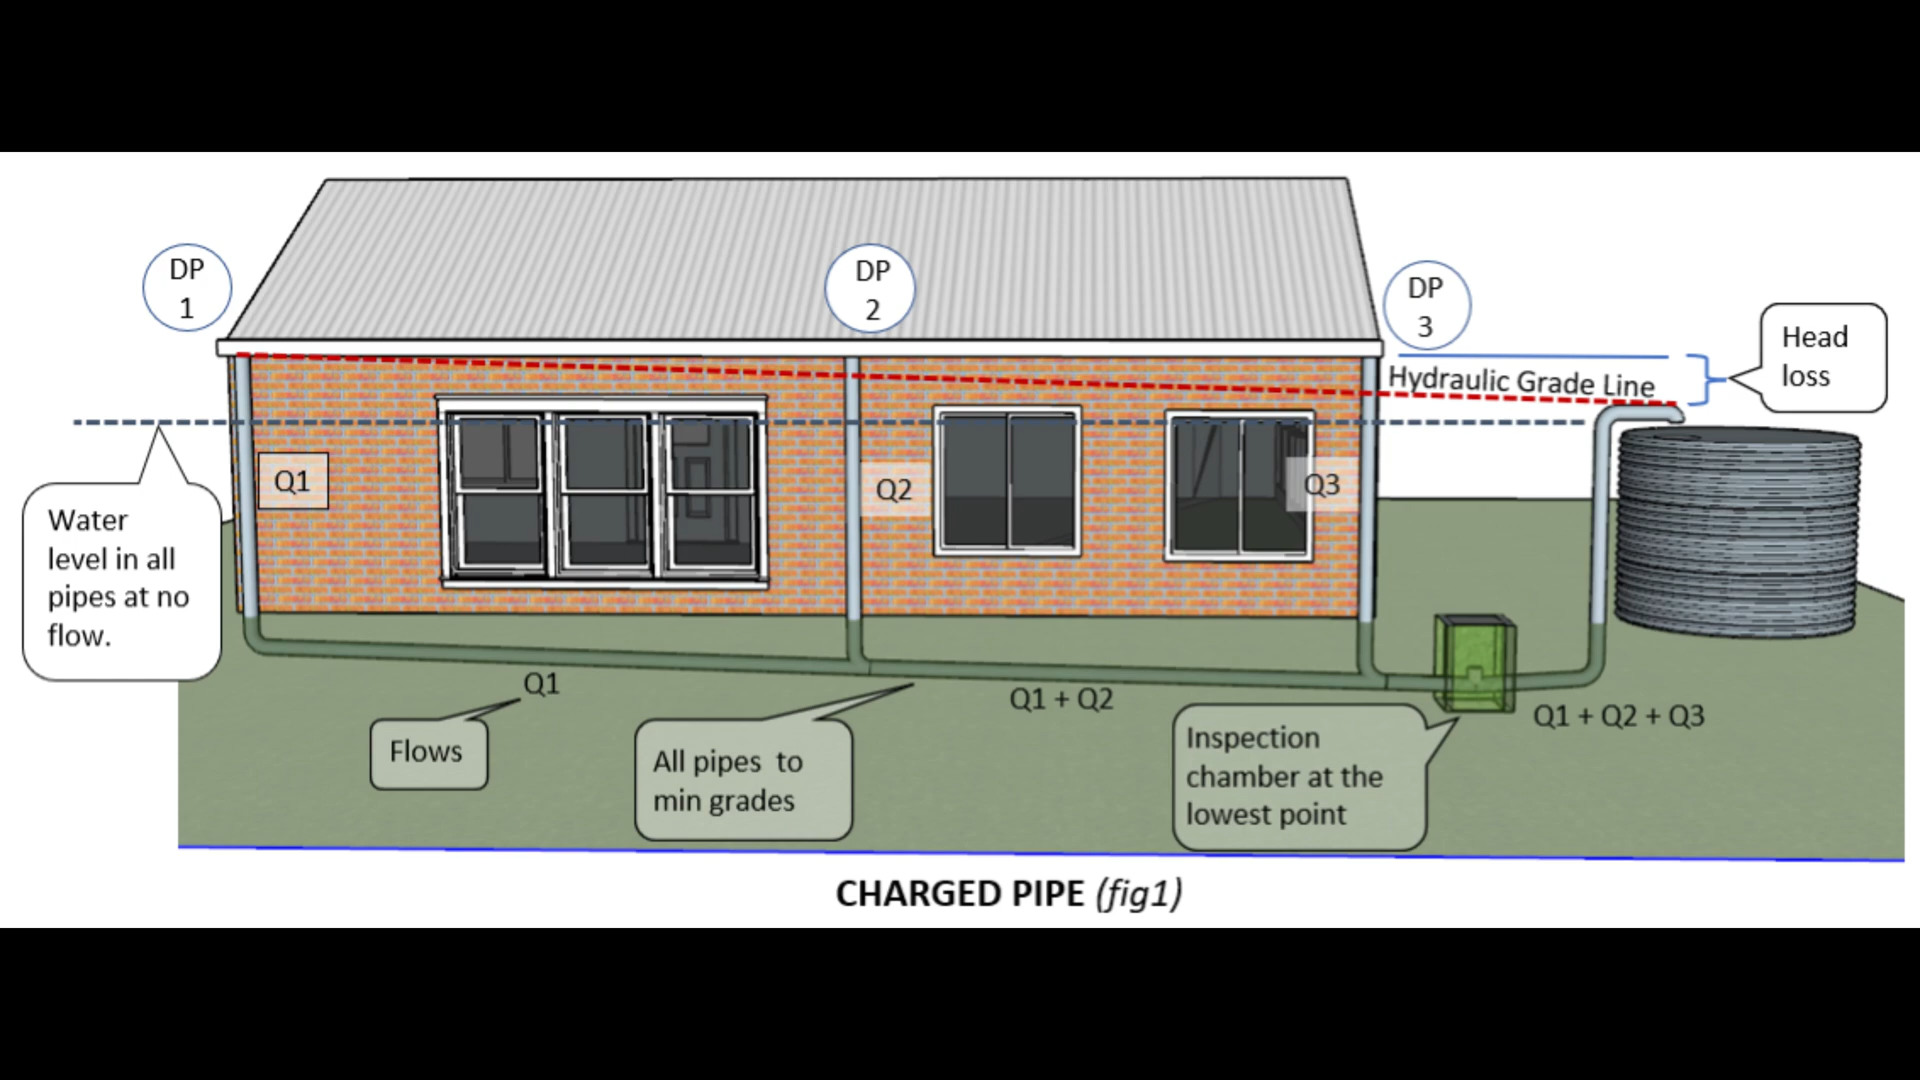 DP
1
DP
2
DP
3
Head
loss
Hydraulic Grade Line
Q1
Q2
Q3
Water
level in all
pipes at no
flow.
Q1
Q1 + Q2
Q1 + Q2 + Q3
Flows
All pipes to
min grades
Inspection
chamber at the
lowest point
CHARGED PIPE (fig1)